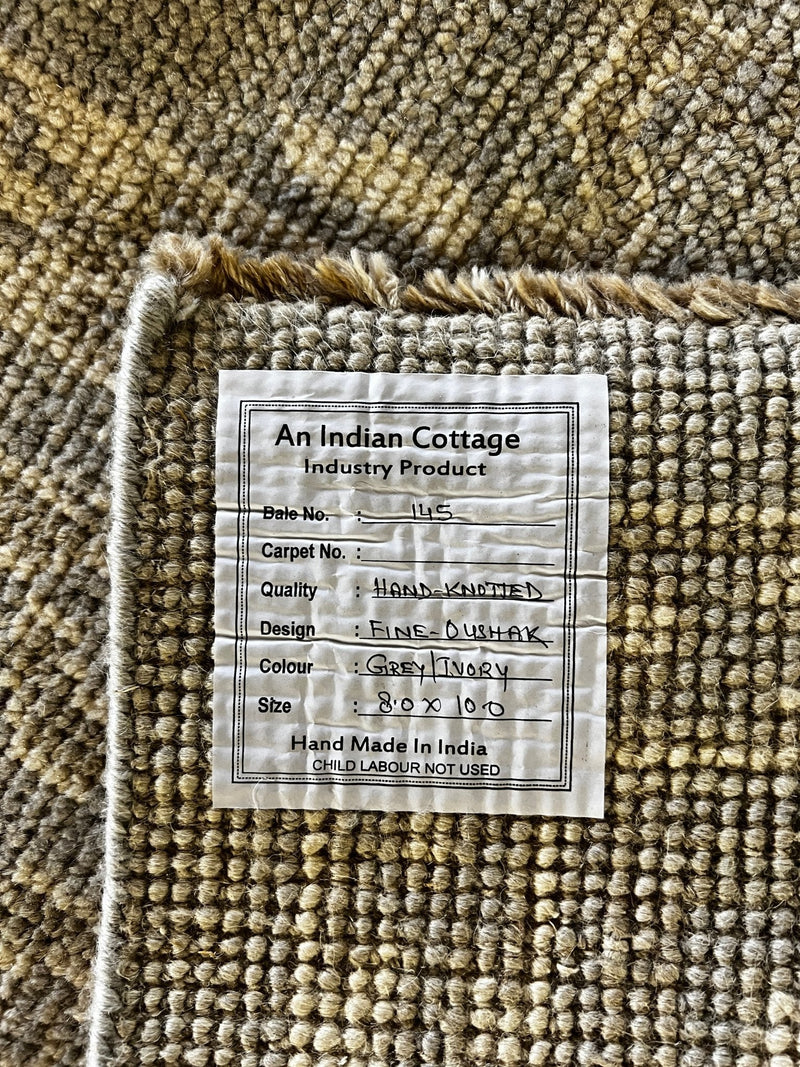 An Indian Cottage
Industry Product
Bale No. : 145
Carpet No. :
Quality : HAND-KNOTTED
Design : FINE-OUSHAK
Colour : GREY/IVORY
Size : 8.0 x 10.0
Hand Made In India
CHILD LABOUR NOT USED